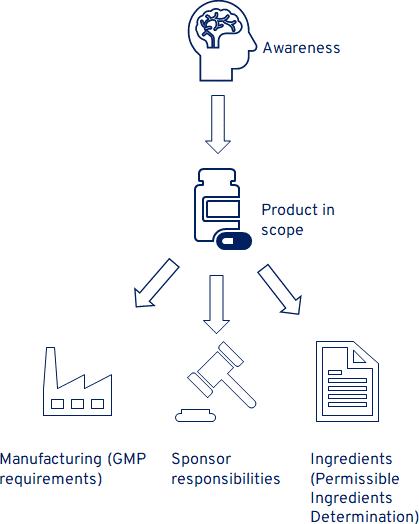 Awareness
Product in
scope
Manufacturing (GMP
requirements)
Sponsor
responsibilities
Ingredients
(Permissible
Ingredients
Determination)